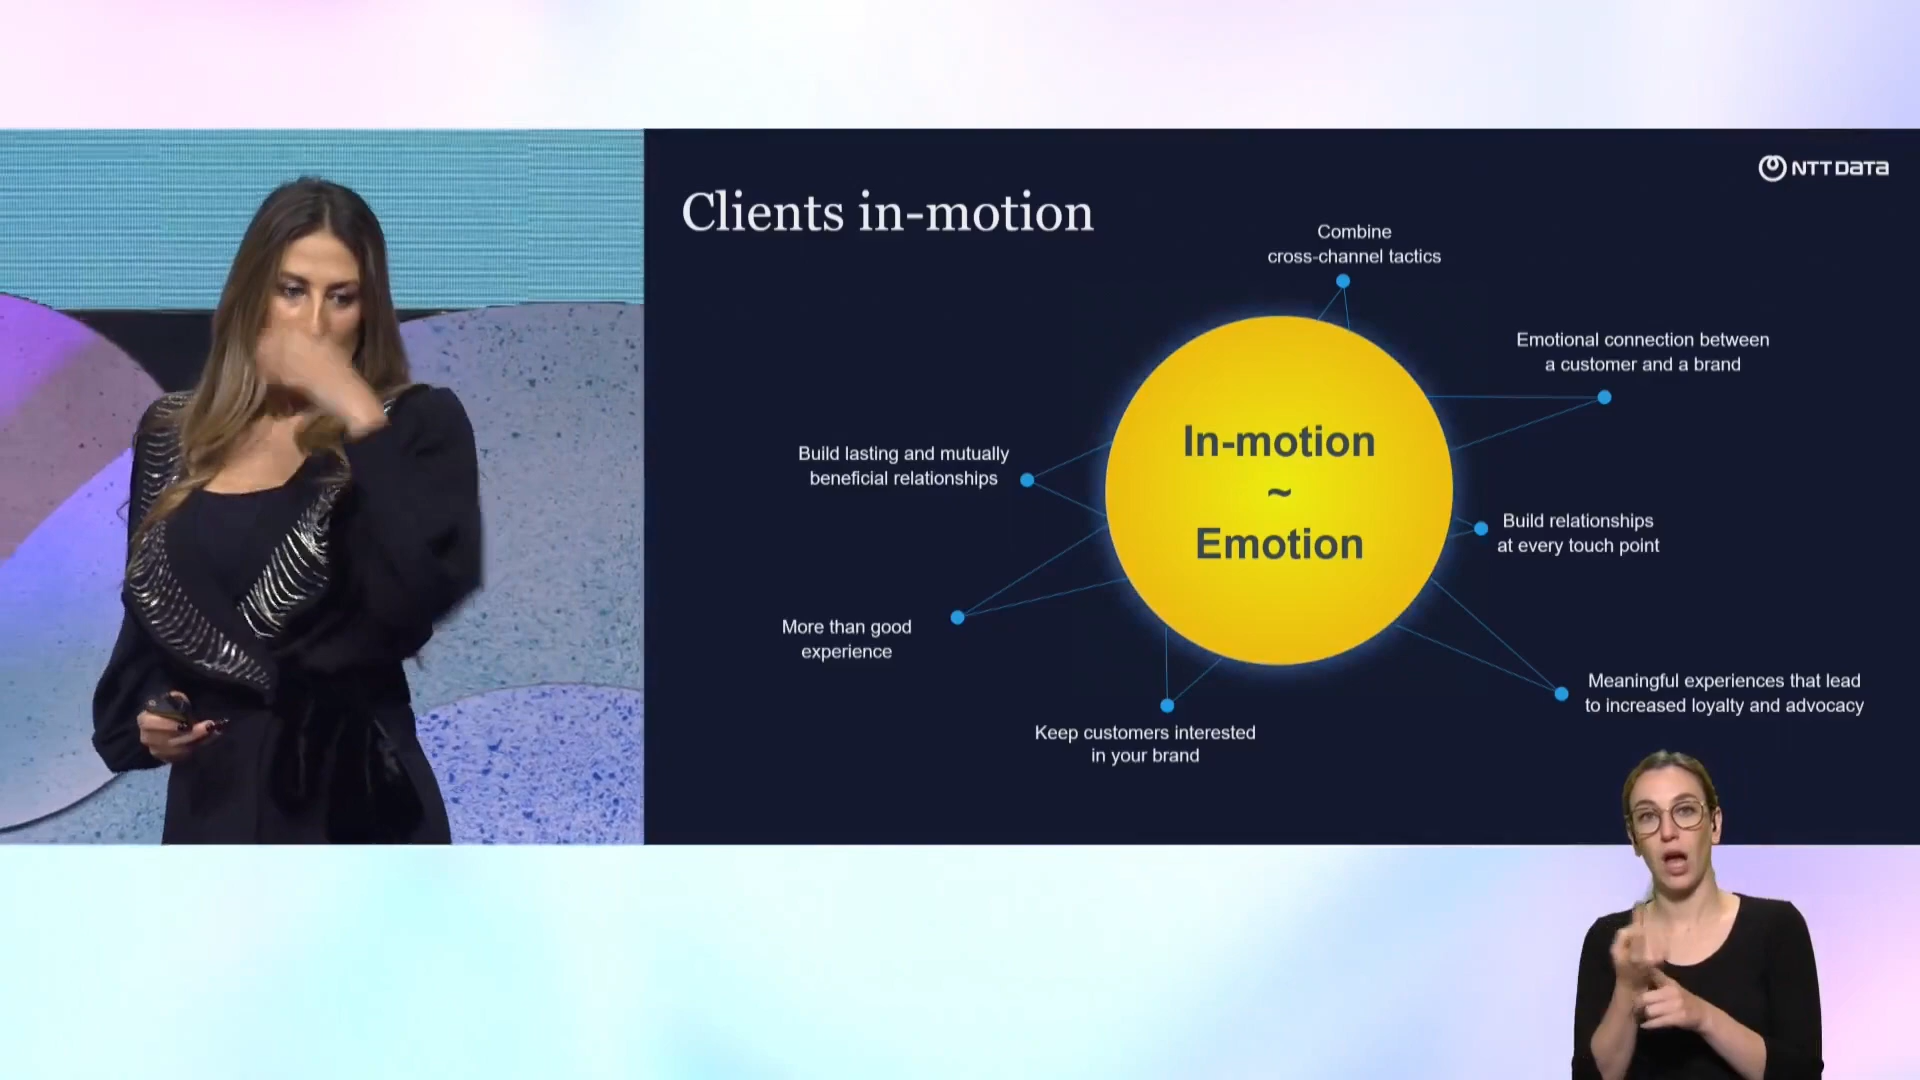 NTT DATA
Clients in-motion
Combine
cross-channel tactics
Emotional connection between
a customer and a brand
Build lasting and mutually
beneficial relationships
In-motion
~
Emotion
Build relationships
at every touch point
More than good
experience
Meaningful experiences that lead
to increased loyalty and advocacy
Keep customers interested
in your brand